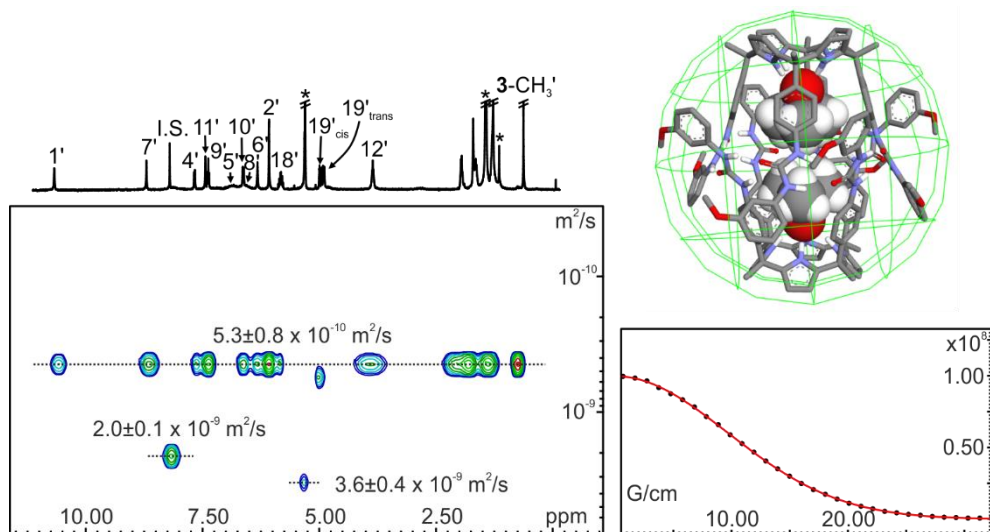 1' 7' I.S. 4' 11' 9' 5' 10' 8' 6' 2' 18' * 19'cis 19'trans 12' * * 3-CH₃'
m²/s
10⁻¹⁰
5.3±0.8 x 10⁻¹⁰ m²/s
10⁻⁹
2.0±0.1 x 10⁻⁹ m²/s
3.6±0.4 x 10⁻⁹ m²/s
10.00 7.50 5.00 2.50 ppm
x10⁸
1.00
0.50
G/cm
10.00 20.00